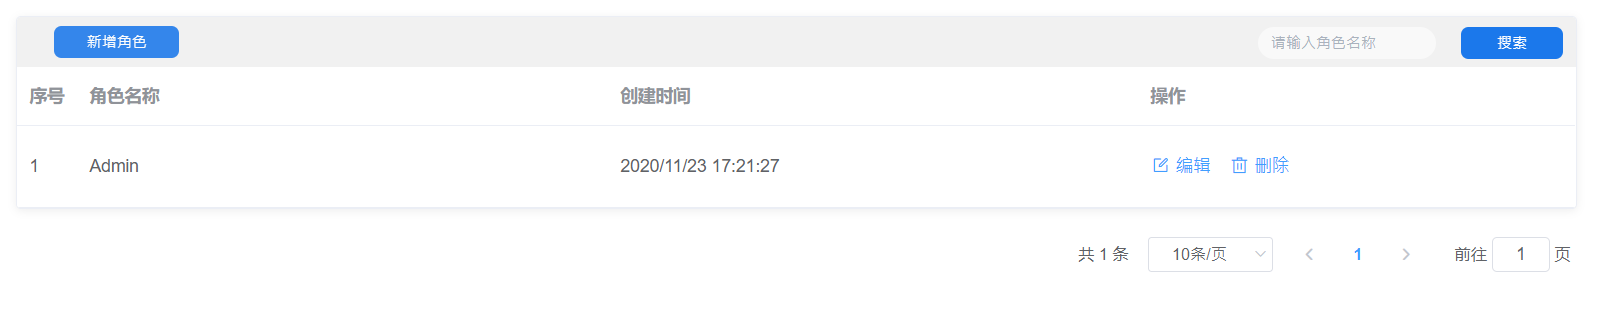 新增角色 请输入角色名称 搜索
序号 角色名称 创建时间 操作
1 Admin 2020/11/23 17:21:27 编辑 删除
共 1 条 10条/页 1 前往 1 页